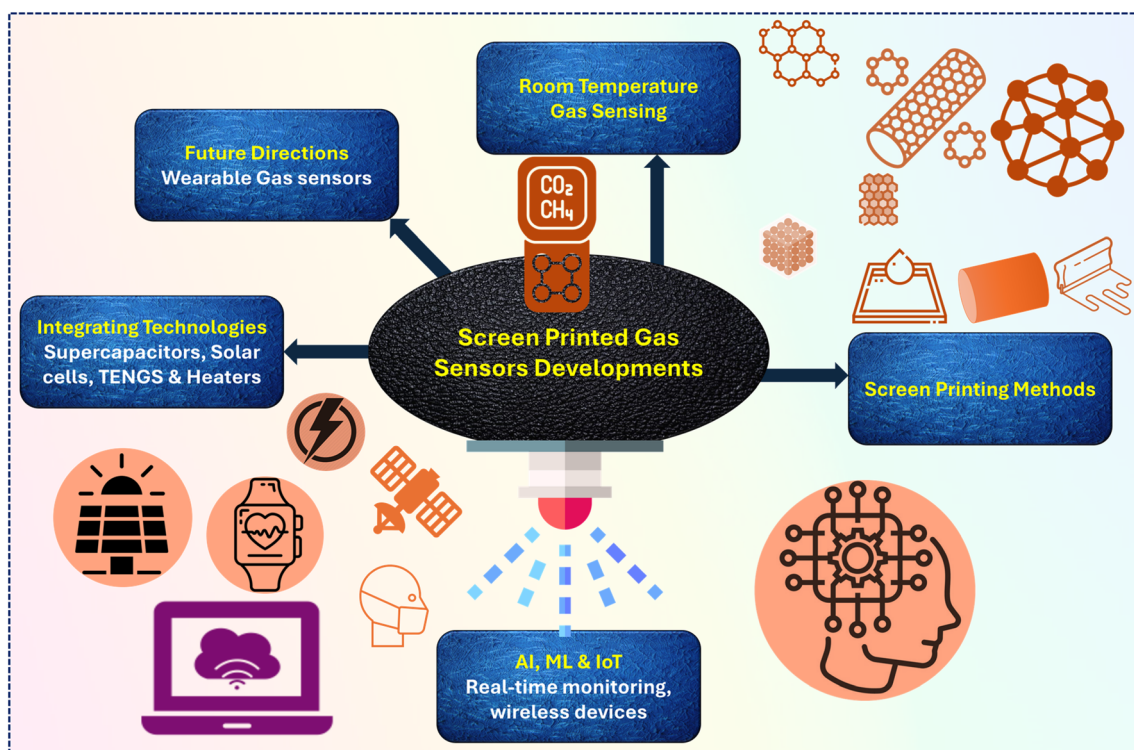 Room Temperature
Gas Sensing
Future Directions
Wearable Gas sensors
CO₂
CH₄
Integrating Technologies
Supercapacitors, Solar
cells, TENGS & Heaters
Screen Printed Gas
Sensors Developments
Screen Printing Methods
AI, ML & IoT
Real-time monitoring,
wireless devices